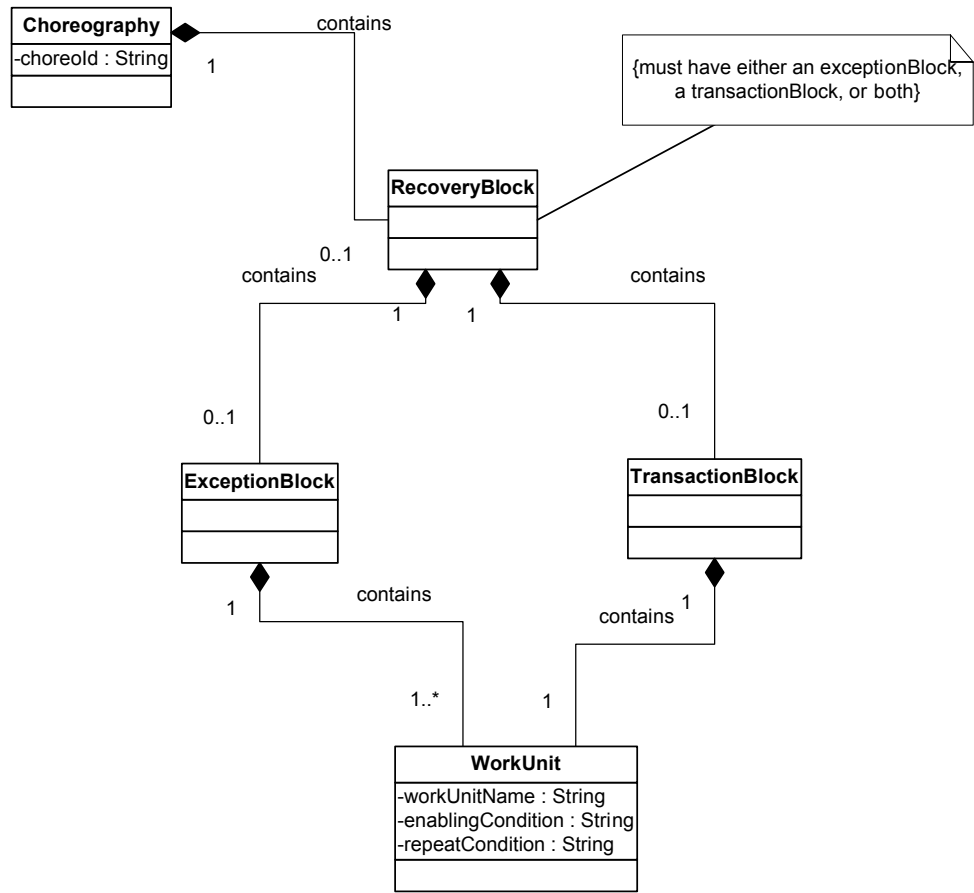 Choreography
-choreoId : String
contains
1
{must have either an exceptionBlock,
a transactionBlock, or both}
RecoveryBlock
0..1
contains
contains
1
1
0..1
0..1
ExceptionBlock
TransactionBlock
1
contains
1
contains
1..*
1
WorkUnit
-workUnitName : String
-enablingCondition : String
-repeatCondition : String